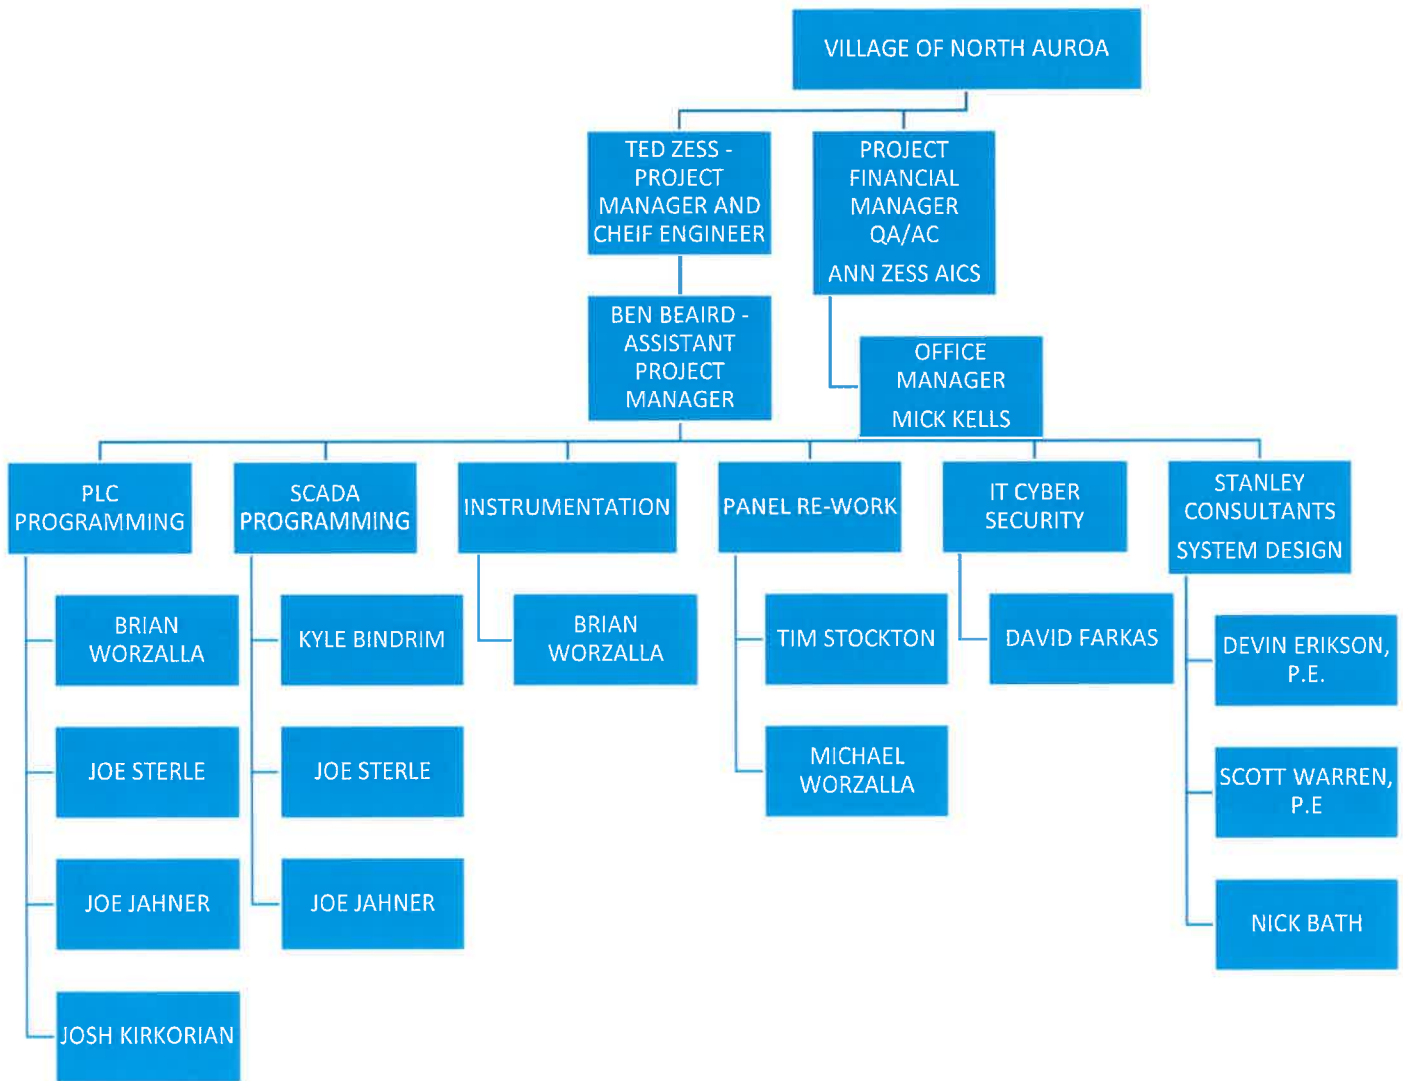 VILLAGE OF NORTH AUROA
TED ZESS -
PROJECT
MANAGER AND
CHEIF ENGINEER
PROJECT
FINANCIAL
MANAGER
QA/AC
ANN ZESS AICS
BEN BEAIRD -
ASSISTANT
PROJECT
MANAGER
OFFICE
MANAGER
MICK KELLS
PLC
PROGRAMMING
SCADA
PROGRAMMING
INSTRUMENTATION
PANEL RE-WORK
IT CYBER
SECURITY
STANLEY
CONSULTANTS
SYSTEM DESIGN
BRIAN
WORZALLA
JOE STERLE
JOE JAHNER
JOSH KIRKORIAN
KYLE BINDRIM
JOE STERLE
JOE JAHNER
BRIAN
WORZALLA
TIM STOCKTON
MICHAEL
WORZALLA
DAVID FARKAS
DEVIN ERIKSON,
P.E.
SCOTT WARREN,
P.E
NICK BATH